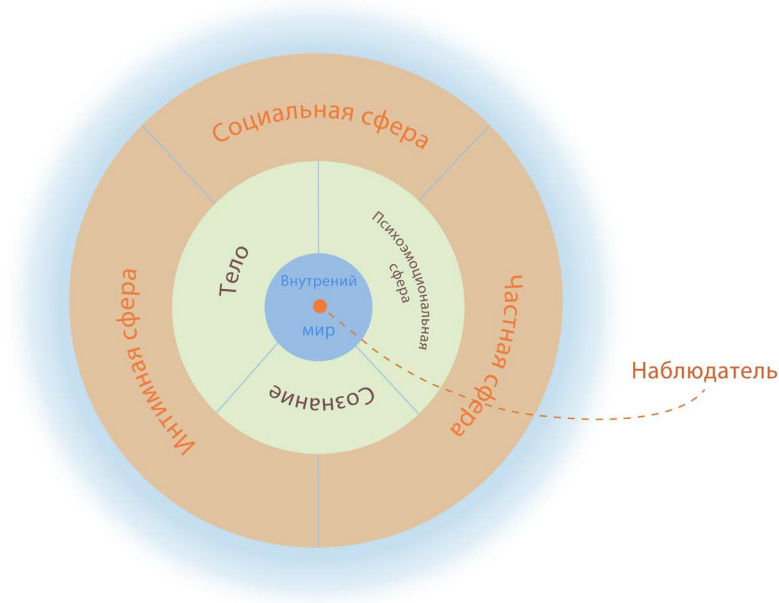 Социальная сфера
Психоэмоциональная
сфера
Тело
Внутрений
мир
Частная сфера
Интимная сфера
Наблюдатель
Сознание